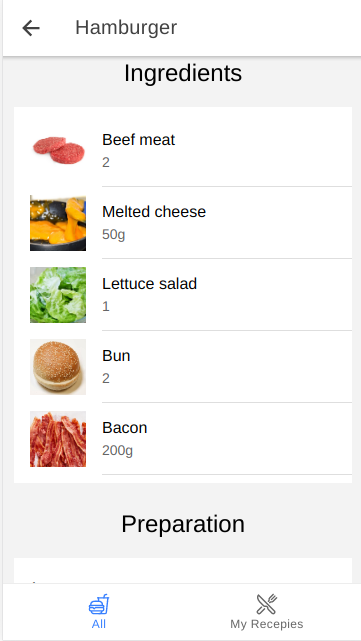 Hamburger
Ingredients
Beef meat
2
Melted cheese
50g
Lettuce salad
1
Bun
2
Bacon
200g
Preparation
All
My Recepies